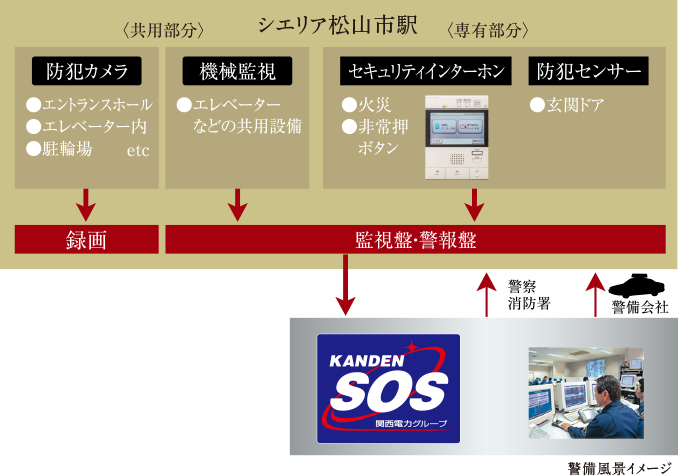 シエリア松山市駅
〈共用部分〉
〈専有部分〉
防犯カメラ
●エントランスホール
●エレベーター内
●駐輪場 etc
機械監視
●エレベーター
などの共用設備
セキュリティインターホン
●火災
●非常押
ボタン
防犯センサー
●玄関ドア
録画
監視盤・警報盤
警察
消防署
警備会社
KANDEN
SOS
関西電力グループ
警備風景イメージ